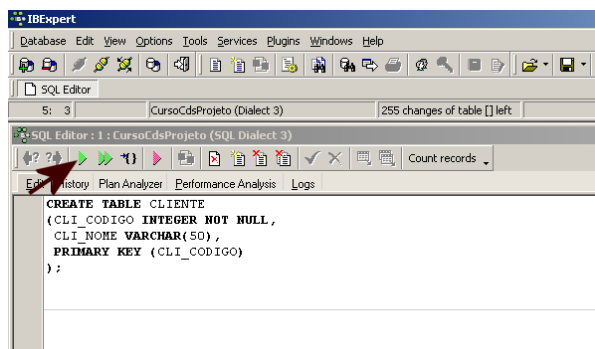 IBExpert
Database Edit View Options Tools Services Plugins Windows Help
SQL Editor
5: 3 CursoCdsProjeto (Dialect 3) 255 changes of table [] left
SQL Editor : 1 : CursoCdsProjeto (SQL Dialect 3)
Count records
Edit History Plan Analyzer Performance Analysis Logs
CREATE TABLE CLIENTE
(CLI_CODIGO INTEGER NOT NULL,
CLI_NOME VARCHAR(50),
PRIMARY KEY (CLI_CODIGO)
);